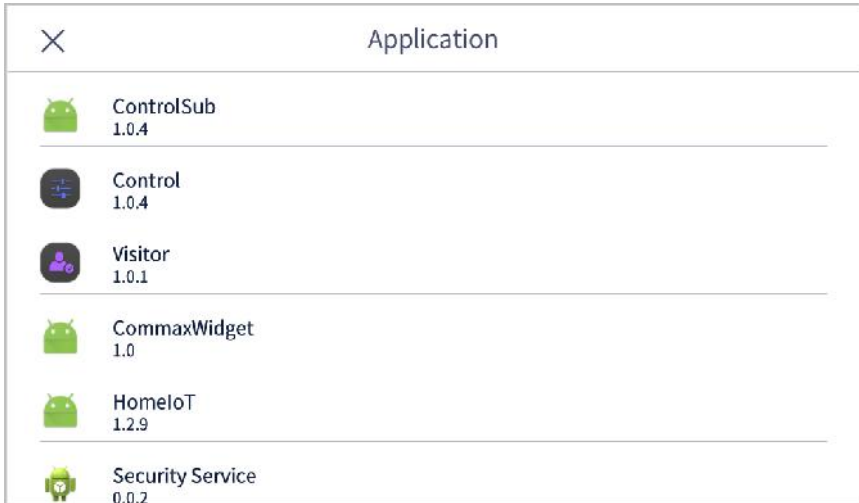 Application
ControlSub
1.0.4
Control
1.0.4
Visitor
1.0.1
CommaxWidget
1.0
HomeIoT
1.2.9
Security Service
0.0.2